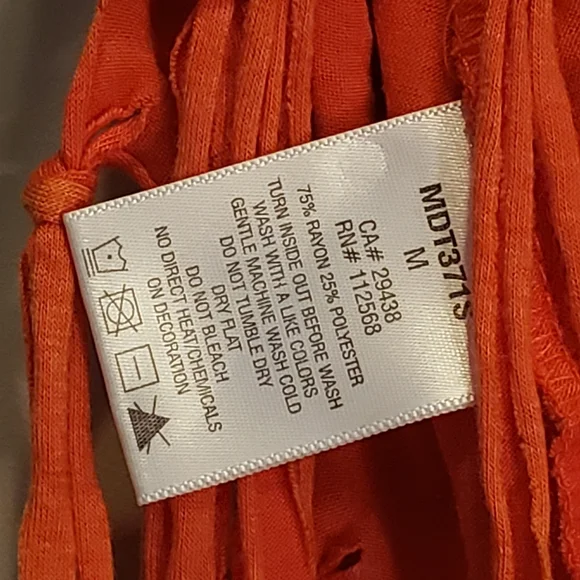 MDT371S
M
CA# 29438
RN# 112568
75% RAYON 25% POLYESTER
TURN INSIDE OUT BEFORE WASH
WASH WITH A LIKE COLORS
GENTLE MACHINE WASH COLD
DO NOT TUMBLE DRY
DRY FLAT
DO NOT BLEACH
NO DIRECT HEAT/CHEMICALS
ON DECORATION